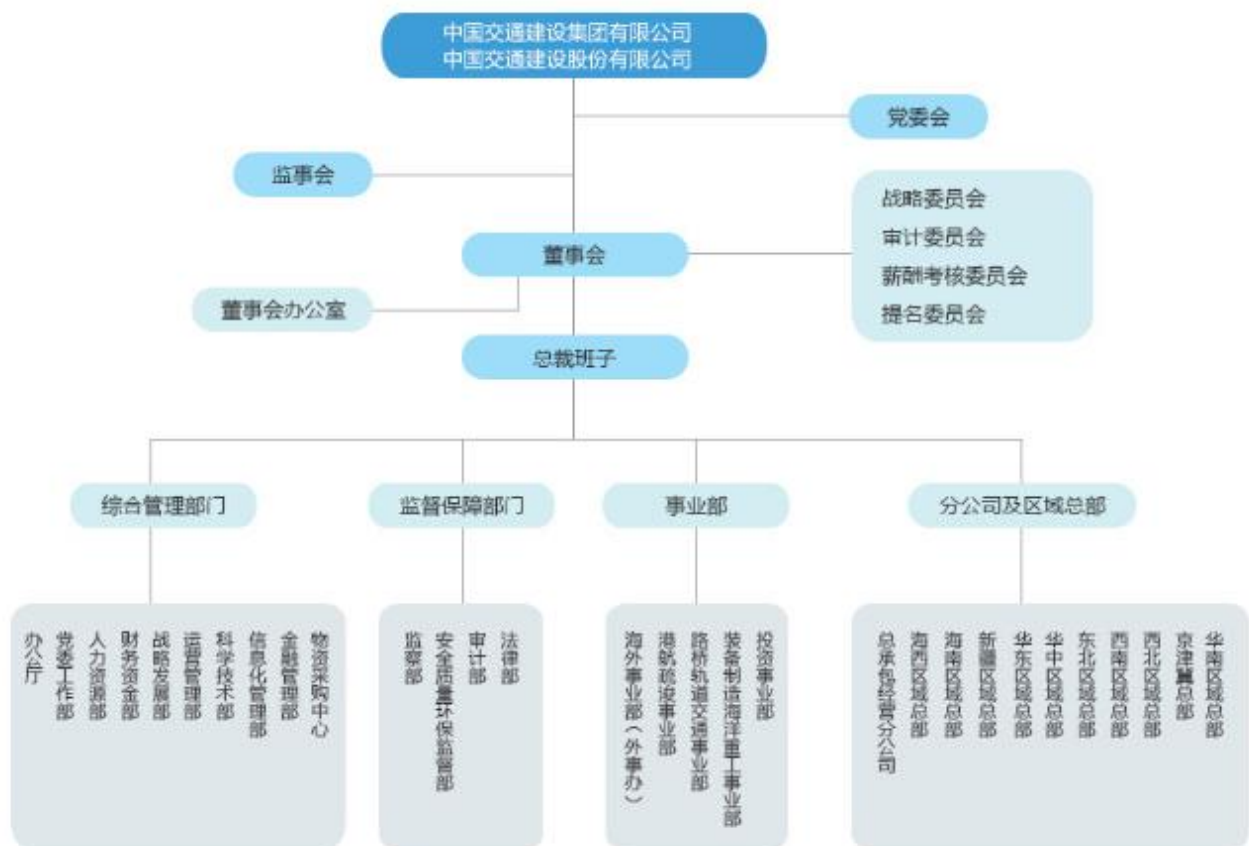 中国交通建设集团有限公司
中国交通建设股份有限公司
党委会
监事会
战略委员会
审计委员会
薪酬考核委员会
提名委员会
董事会
董事会办公室
总裁班子
综合管理部门
监督保障部门
事业部
分公司及区域总部
办公厅
党委工作部
人力资源部
财务资金部
战略发展部
运营管理部
科学技术部
信息化管理部
金融管理部
物资采购中心
监察部
安全质量环保监督部
审计部
法律部
海外事业部（外事办）
港航疏浚事业部
路桥轨道交通事业部
装备制造海洋重工事业部
投资事业部
总承包经营分公司
海西区域总部
海南区域总部
新疆区域总部
华东区域总部
华中区域总部
东北区域总部
西南区域总部
西北区域总部
京津冀总部
华南区域总部